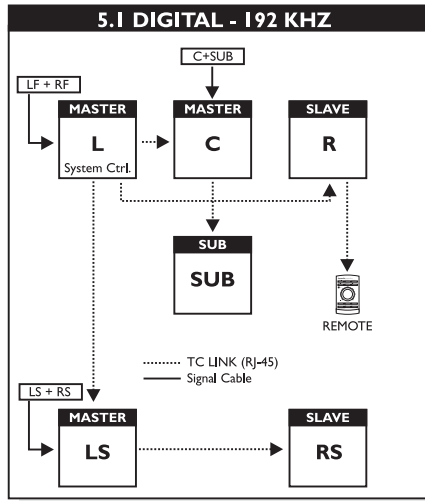 5.1 DIGITAL - 192 KHZ
C+SUB
LF + RF
MASTER
L
System Ctrl.
MASTER
C
SLAVE
R
SUB
SUB
REMOTE
TC LINK (RJ-45)
Signal Cable
LS + RS
MASTER
LS
SLAVE
RS